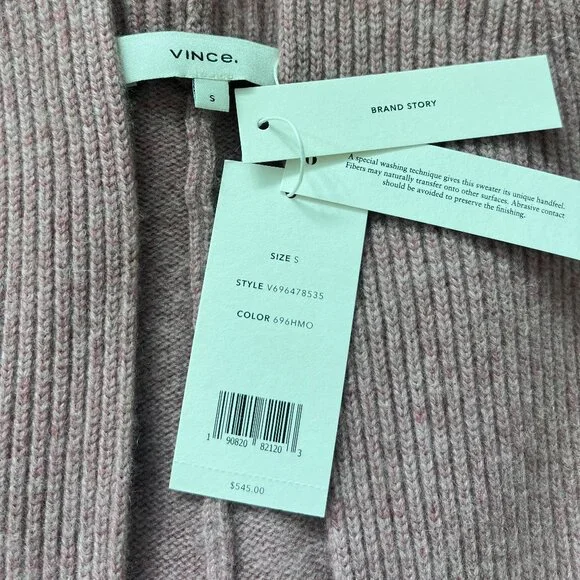 VINCE.
S
BRAND STORY
A special washing technique gives this sweater its unique handfeel.
Fibers may naturally transfer onto other surfaces. Abrasive contact
should be avoided to preserve the finishing.
SIZE S
STYLE V696478535
COLOR 696HMO
1 90820 82120 3
$545.00